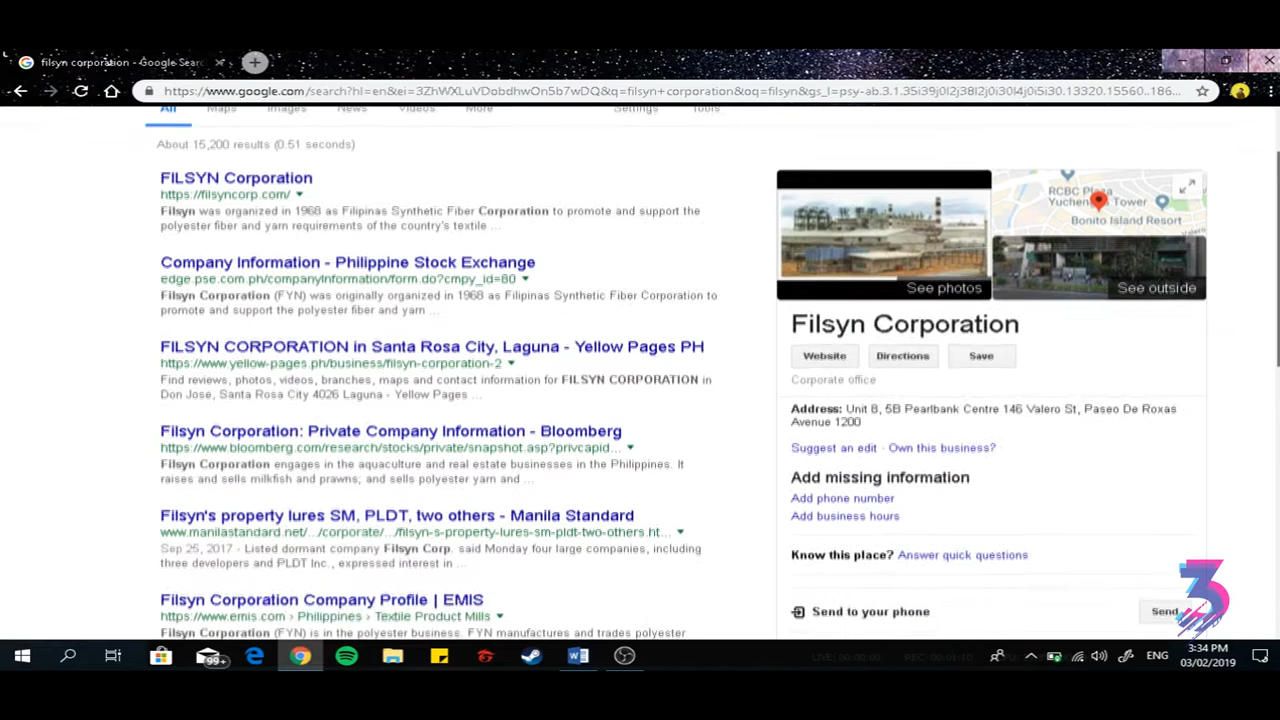 filsyn corporation - Google Sear
https://www.google.com/search?hl=en&ei=3ZhWXLuVDobdhwOn5b7wDQ&q=filsyn+corporation&oq=filsyn&gs_l=psy-ab.3.1.35i39j0l2j38l2j0i30l4j0i5i30.13320.15560..186...
All Maps Images News Videos More Settings Tools
About 15,200 results (0.51 seconds)
FILSYN Corporation
https://filsyncorp.com/
Filsyn was organized in 1968 as Filipinas Synthetic Fiber Corporation to promote and support the
polyester fiber and yarn requirements of the country's textile ...
Company Information - Philippine Stock Exchange
edge.pse.com.ph/companyInformation/form.do?cmpy_id=80
Filsyn Corporation (FYN) was originally organized in 1968 as Filipinas Synthetic Fiber Corporation to
promote and support the polyester fiber and yarn ...
FILSYN CORPORATION in Santa Rosa City, Laguna - Yellow Pages PH
https://www.yellow-pages.ph/business/filsyn-corporation-2
Find reviews, photos, videos, branches, maps and contact information for FILSYN CORPORATION in
Don Jose, Santa Rosa City 4026 Laguna - Yellow Pages ...
Filsyn Corporation: Private Company Information - Bloomberg
https://www.bloomberg.com/research/stocks/private/snapshot.asp?privcapid...
Filsyn Corporation engages in the aquaculture and real estate businesses in the Philippines. It
raises and sells milkfish and prawns; and sells polyester yarn and ...
Filsyn's property lures SM, PLDT, two others - Manila Standard
www.manilastandard.net/.../corporate/.../filsyn-s-property-lures-sm-pldt-two-others.ht...
Sep 25, 2017 - Listed dormant company Filsyn Corp. said Monday four large companies, including
three developers and PLDT Inc., expressed interest in ...
Filsyn Corporation Company Profile | EMIS
https://www.emis.com › Philippines › Textile Product Mills
Filsyn Corporation (FYN) is in the polyester business. FYN manufactures and trades polyester
RCBC Plaza
Yuchengco Tower
Bonito Island Resort
Valero
See photos
See outside
Filsyn Corporation
Website Directions Save
Corporate office
Address: Unit 8, 5B Pearlbank Centre 146 Valero St, Paseo De Roxas
Avenue 1200
Suggest an edit · Own this business?
Add missing information
Add phone number
Add business hours
Know this place? Answer quick questions
Send to your phone
Send
3
99+
ENG
3:34 PM
03/02/2019